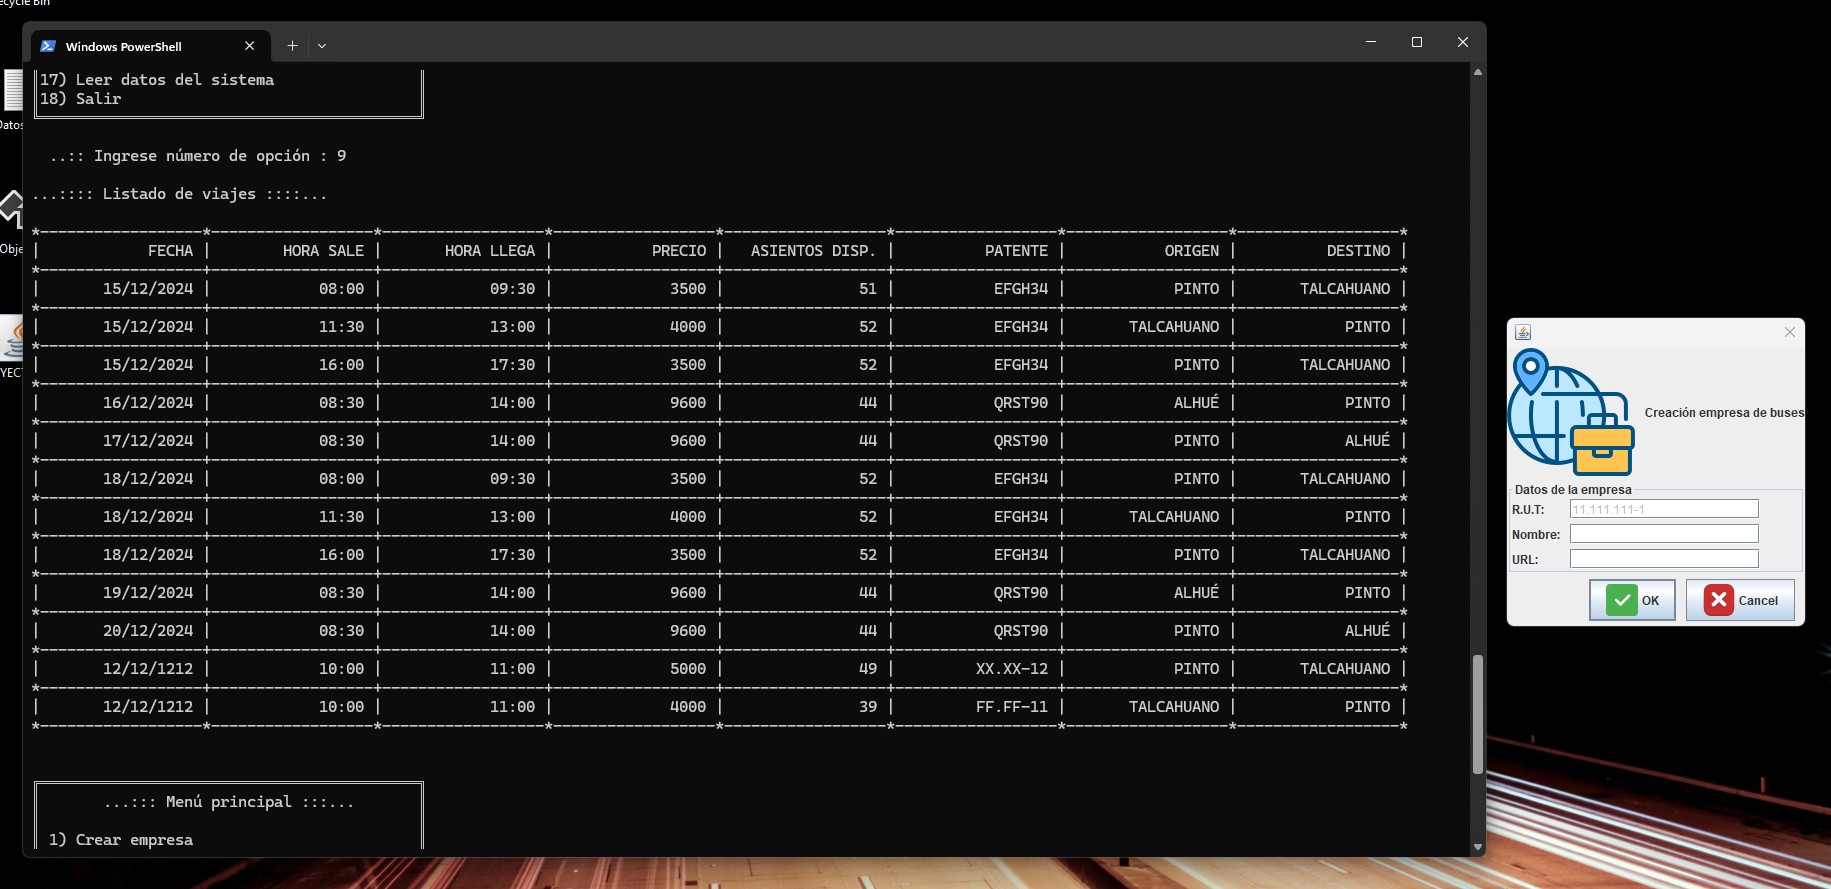 ecycle Bin
Windows PowerShell
17) Leer datos del sistema
18) Salir
Datos
..:: Ingrese número de opción : 9
...:::: Listado de viajes ::::...
Obje
| FECHA | HORA SALE | HORA LLEGA | PRECIO | ASIENTOS DISP. | PATENTE | ORIGEN | DESTINO |
| 15/12/2024 | 08:00 | 09:30 | 3500 | 51 | EFGH34 | PINTO | TALCAHUANO |
| 15/12/2024 | 11:30 | 13:00 | 4000 | 52 | EFGH34 | TALCAHUANO | PINTO |
| 15/12/2024 | 16:00 | 17:30 | 3500 | 52 | EFGH34 | PINTO | TALCAHUANO |
YECT
| 16/12/2024 | 08:30 | 14:00 | 9600 | 44 | QRST90 | ALHUÉ | PINTO |
| 17/12/2024 | 08:30 | 14:00 | 9600 | 44 | QRST90 | PINTO | ALHUÉ |
| 18/12/2024 | 08:00 | 09:30 | 3500 | 52 | EFGH34 | PINTO | TALCAHUANO |
| 18/12/2024 | 11:30 | 13:00 | 4000 | 52 | EFGH34 | TALCAHUANO | PINTO |
| 18/12/2024 | 16:00 | 17:30 | 3500 | 52 | EFGH34 | PINTO | TALCAHUANO |
| 19/12/2024 | 08:30 | 14:00 | 9600 | 44 | QRST90 | ALHUÉ | PINTO |
| 20/12/2024 | 08:30 | 14:00 | 9600 | 44 | QRST90 | PINTO | ALHUÉ |
| 12/12/1212 | 10:00 | 11:00 | 5000 | 49 | XX.XX-12 | PINTO | TALCAHUANO |
| 12/12/1212 | 10:00 | 11:00 | 4000 | 39 | FF.FF-11 | TALCAHUANO | PINTO |
...::: Menú principal :::...
1) Crear empresa
Creación empresa de buses
Datos de la empresa
R.U.T: 11.111.111-1
Nombre:
URL:
OK
Cancel